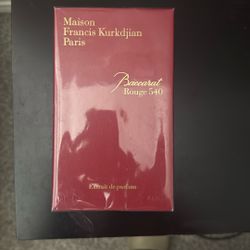 Maison
Francis Kurkdjian
Paris
Baccarat
Rouge 540
Extrait de parfum